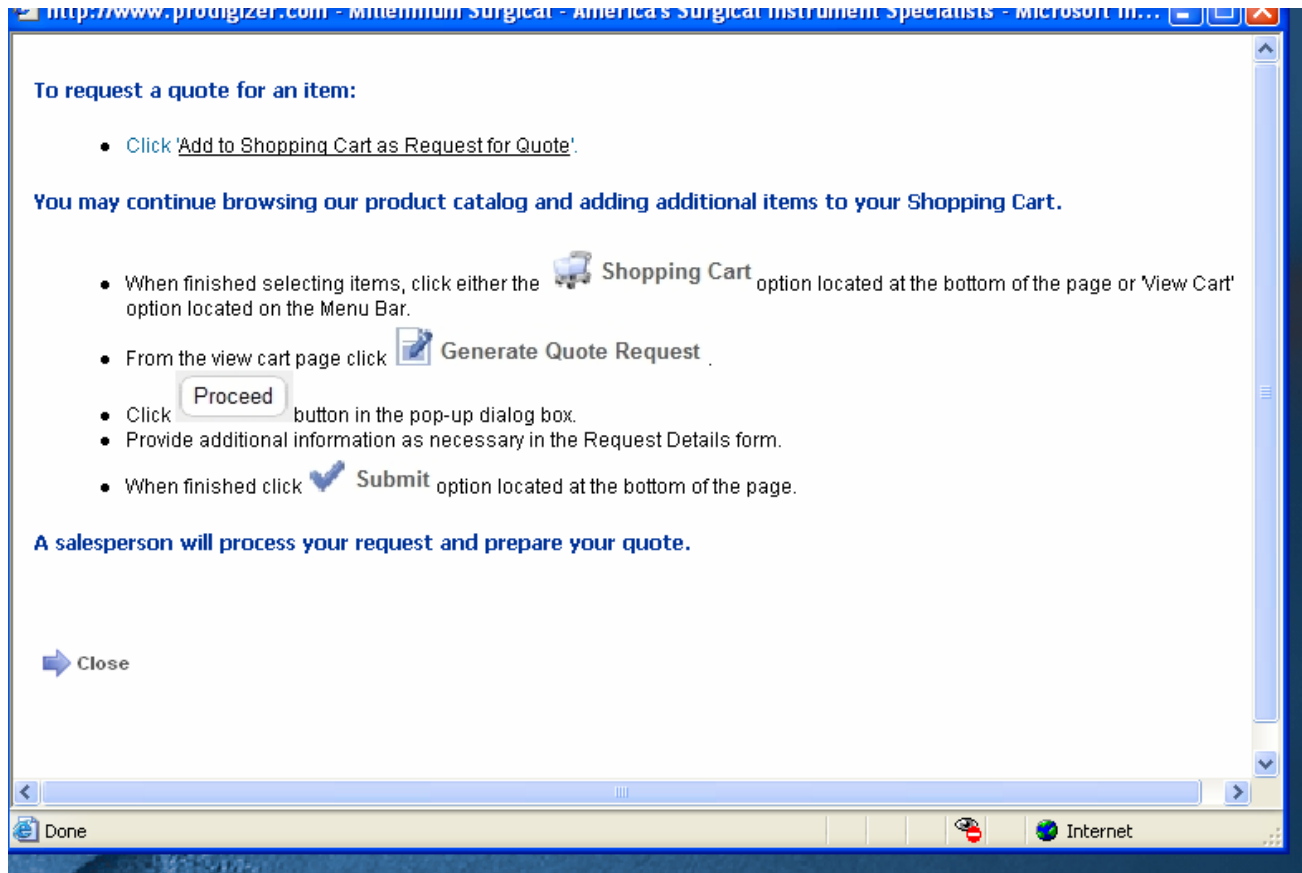 http://www.prodigizer.com - Millennium Surgical - America's Surgical Instrument Specialists - Microsoft In...
To request a quote for an item:
Click 'Add to Shopping Cart as Request for Quote'.
You may continue browsing our product catalog and adding additional items to your Shopping Cart.
When finished selecting items, click either the Shopping Cart option located at the bottom of the page or 'View Cart'
option located on the Menu Bar.
From the view cart page click Generate Quote Request .
Click Proceed button in the pop-up dialog box.
Provide additional information as necessary in the Request Details form.
When finished click Submit option located at the bottom of the page.
A salesperson will process your request and prepare your quote.
Close
Done
Internet